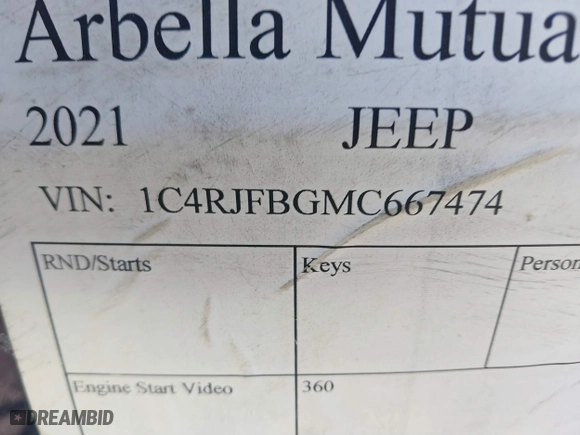 Arbella Mutua
2021 JEEP
VIN: 1C4RJFBGMC667474
RND/Starts Keys Person
Engine Start Video 360
DREAMBID